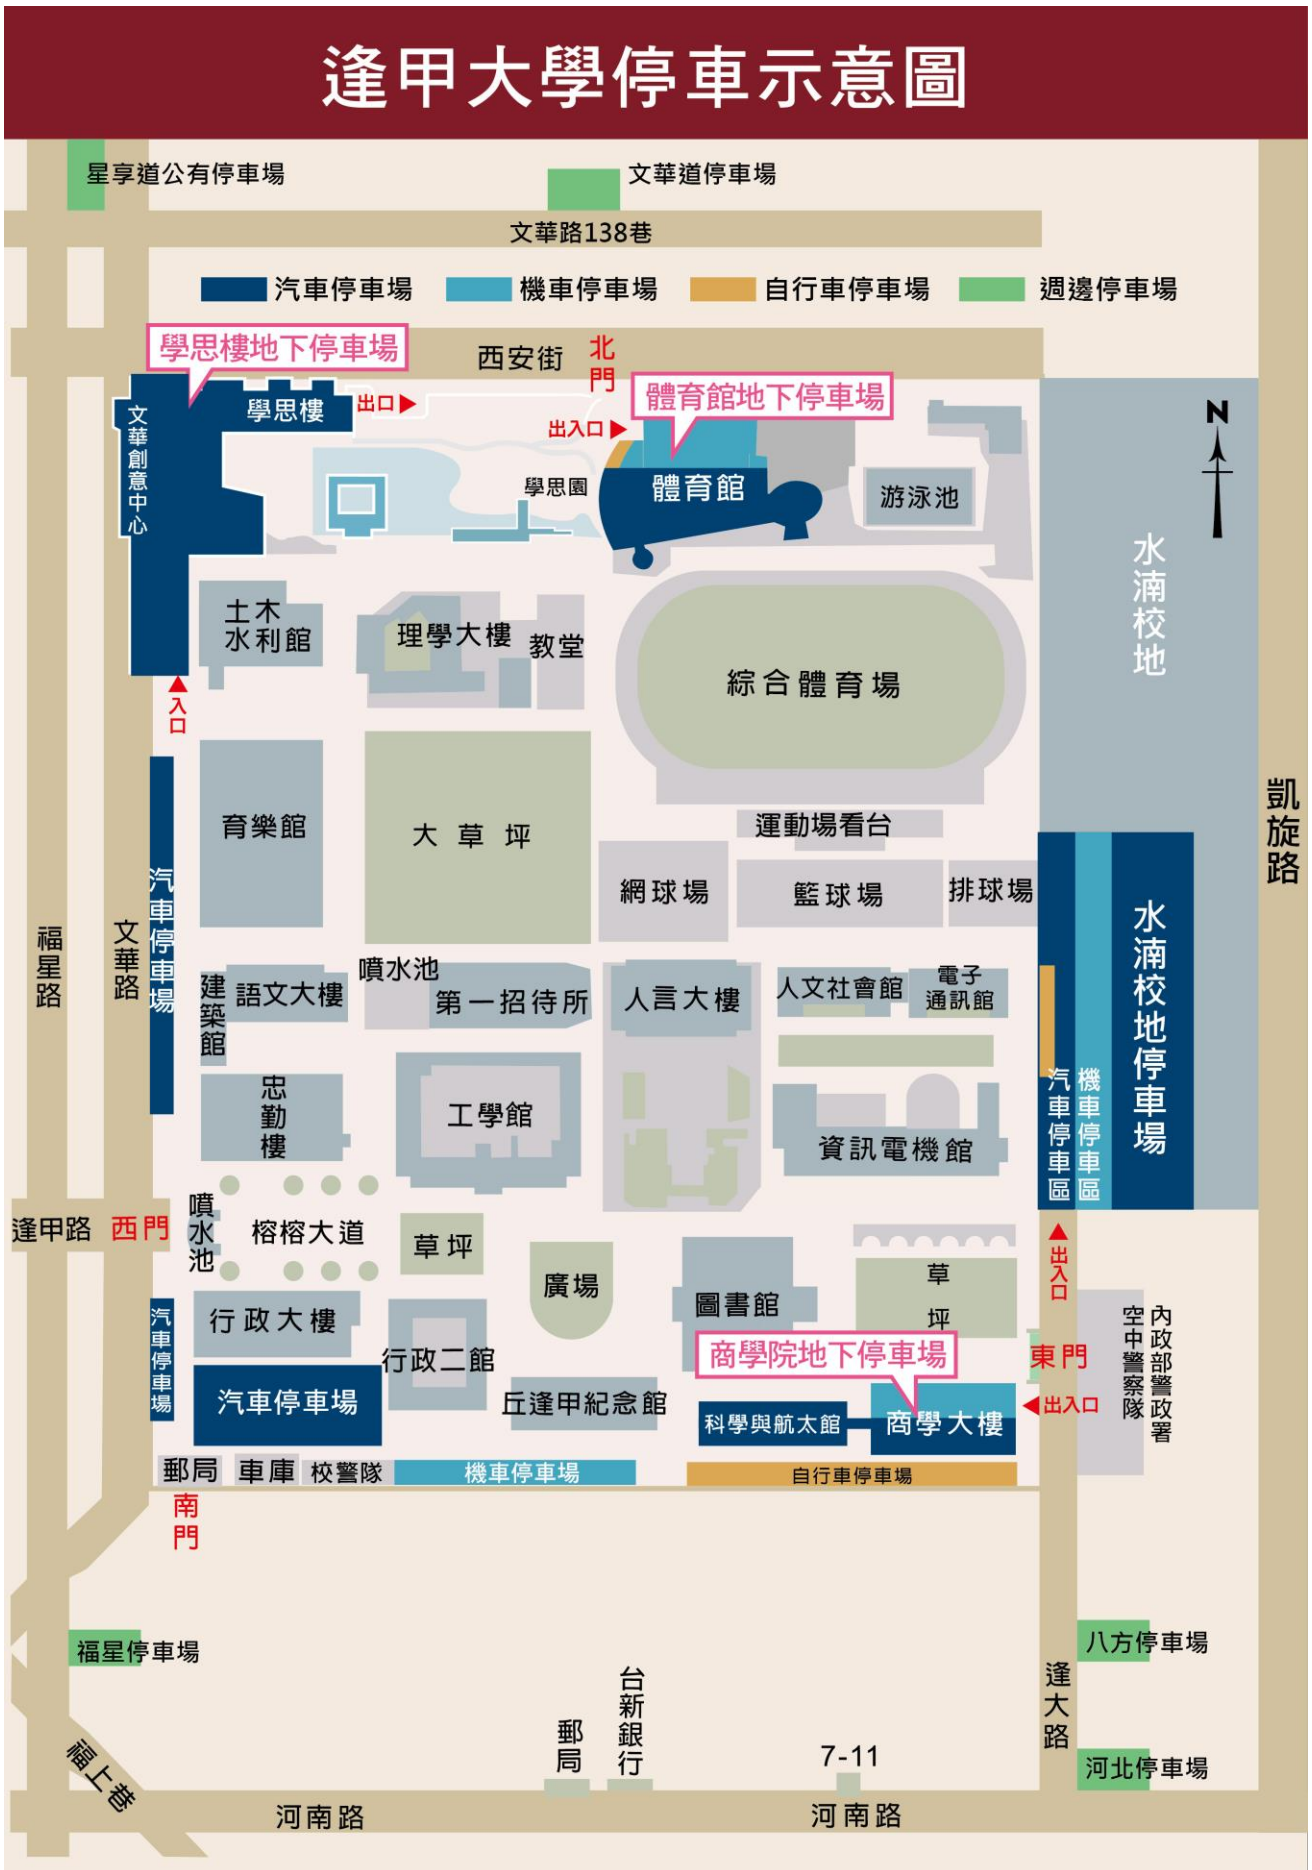 逢甲大學停車示意圖
星享道公有停車場
文華道停車場
文華路138巷
汽車停車場
機車停車場
自行車停車場
週邊停車場
學思樓地下停車場
西安街
北門
體育館地下停車場
文華創意中心
學思樓
出口
出入口
學思園
體育館
游泳池
N
水湳校地
土木
水利館
理學大樓
教堂
綜合體育場
入口
凱旋路
汽車停車場
育樂館
大草坪
運動場看台
網球場
籃球場
排球場
福星路
文華路
建築館
語文大樓
噴水池
第一招待所
人言大樓
人文社會館
電子
通訊館
水湳校地停車場
汽車停車區
機車停車區
忠勤樓
工學館
資訊電機館
逢甲路
西門
噴水池
榕榕大道
草坪
廣場
圖書館
草坪
出入口
汽車停車場
行政大樓
行政二館
商學院地下停車場
東門
內政部警政署
空中警察隊
汽車停車場
丘逢甲紀念館
科學與航太館
商學大樓
出入口
郵局
車庫
校警隊
機車停車場
自行車停車場
南門
福星停車場
八方停車場
逢大路
福上巷
郵局
台新銀行
7-11
河北停車場
河南路
河南路